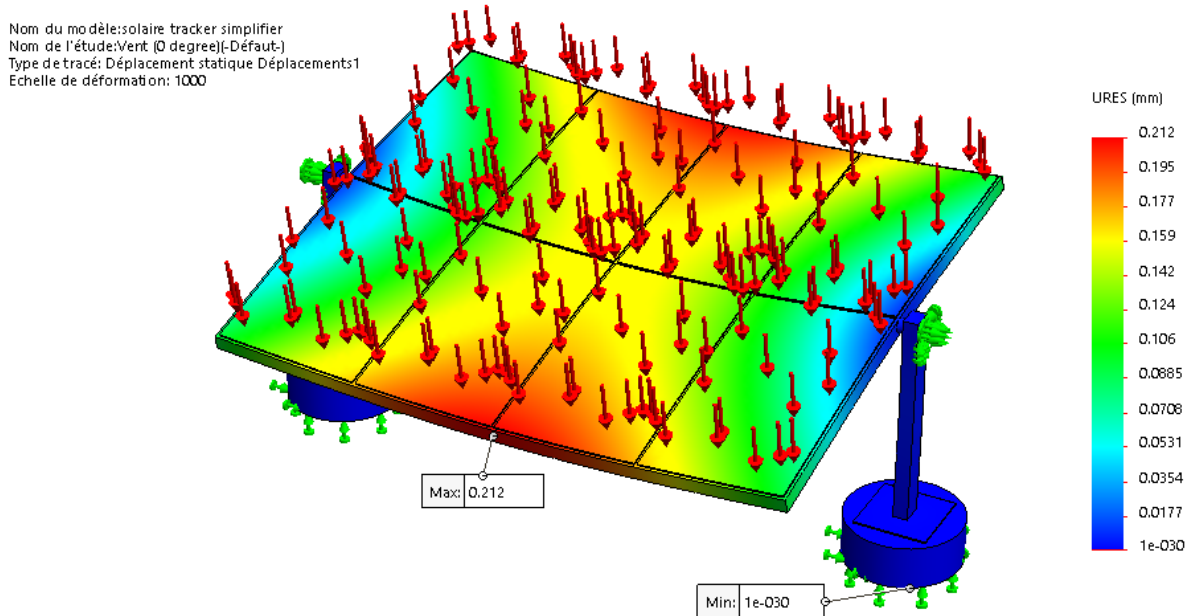 Nom du modèle:solaire tracker simplifier
Nom de l'étude:Vent (0 degree)(-Défaut-)
Type de tracé: Déplacement statique Déplacements1
Echelle de déformation: 1000
URES (mm)
0.212
0.195
0.177
0.159
0.142
0.124
0.106
0.0885
0.0708
0.0531
0.0354
0.0177
1e-030
Max: 0.212
Min: 1e-030